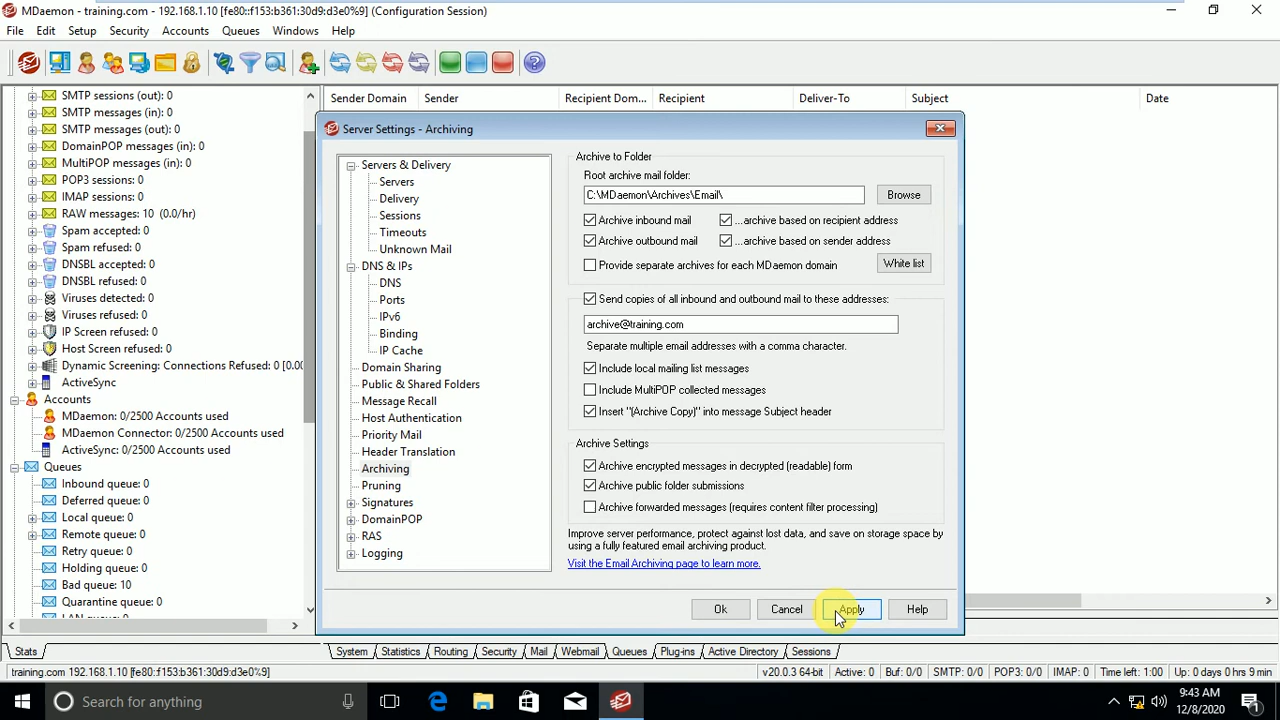 MDaemon - training.com - 192.168.1.10 [fe80::f153:b361:30d9:d3e0%9] (Configuration Session)
File Edit Setup Security Accounts Queues Windows Help
SMTP sessions (out): 0
SMTP messages (in): 0
SMTP messages (out): 0
DomainPOP messages (in): 0
MultiPOP messages (in): 0
POP3 sessions: 0
IMAP sessions: 0
RAW messages: 10 (0.0/hr)
Spam accepted: 0
Spam refused: 0
DNSBL accepted: 0
DNSBL refused: 0
Viruses detected: 0
Viruses refused: 0
IP Screen refused: 0
Host Screen refused: 0
Dynamic Screening: Connections Refused: 0 [0.00
ActiveSync
Accounts
MDaemon: 0/2500 Accounts used
MDaemon Connector: 0/2500 Accounts used
ActiveSync: 0/2500 Accounts used
Queues
Inbound queue: 0
Deferred queue: 0
Local queue: 0
Remote queue: 0
Retry queue: 0
Holding queue: 0
Bad queue: 10
Quarantine queue: 0
Sender Domain Sender Recipient Dom... Recipient Deliver-To Subject Date
Server Settings - Archiving
Servers & Delivery
Servers
Delivery
Sessions
Timeouts
Unknown Mail
DNS & IPs
DNS
Ports
IPv6
Binding
IP Cache
Domain Sharing
Public & Shared Folders
Message Recall
Host Authentication
Priority Mail
Header Translation
Archiving
Pruning
Signatures
DomainPOP
RAS
Logging
Archive to Folder
Root archive mail folder:
C:\MDaemon\Archives\Email\ Browse
Archive inbound mail ...archive based on recipient address
Archive outbound mail ...archive based on sender address
Provide separate archives for each MDaemon domain White list
Send copies of all inbound and outbound mail to these addresses:
archive@training.com
Separate multiple email addresses with a comma character.
Include local mailing list messages
Include MultiPOP collected messages
Insert "(Archive Copy)" into message Subject header
Archive Settings
Archive encrypted messages in decrypted (readable) form
Archive public folder submissions
Archive forwarded messages (requires content filter processing)
Improve server performance, protect against lost data, and save on storage space by
using a fully featured email archiving product.
Visit the Email Archiving page to learn more.
Ok Cancel Apply Help
Stats System Statistics Routing Security Mail Webmail Queues Plug-ins Active Directory Sessions
training.com 192.168.1.10 [fe80::f153:b361:30d9:d3e0%9] v20.0.3 64-bit Active: 0 Buf: 0/0 SMTP: 0/0 POP3: 0/0 IMAP: 0 Time left: 1:00 Up: 0 days 0 hrs 9 min
Search for anything
9:43 AM
12/8/2020
1